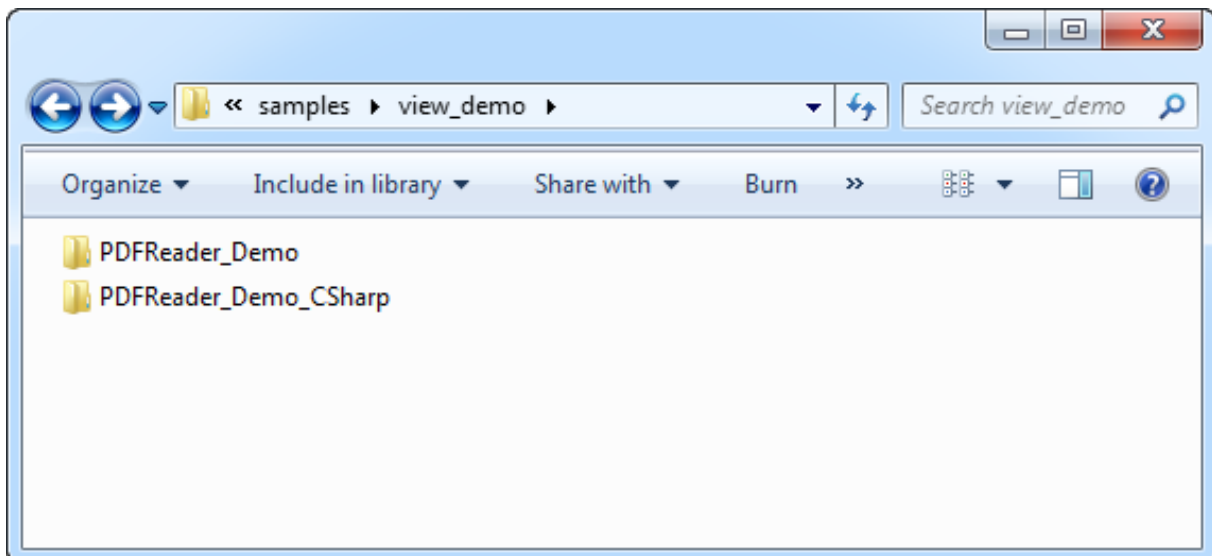 « samples view_demo Search view_demo
Organize Include in library Share with Burn »
PDFReader_Demo
PDFReader_Demo_CSharp